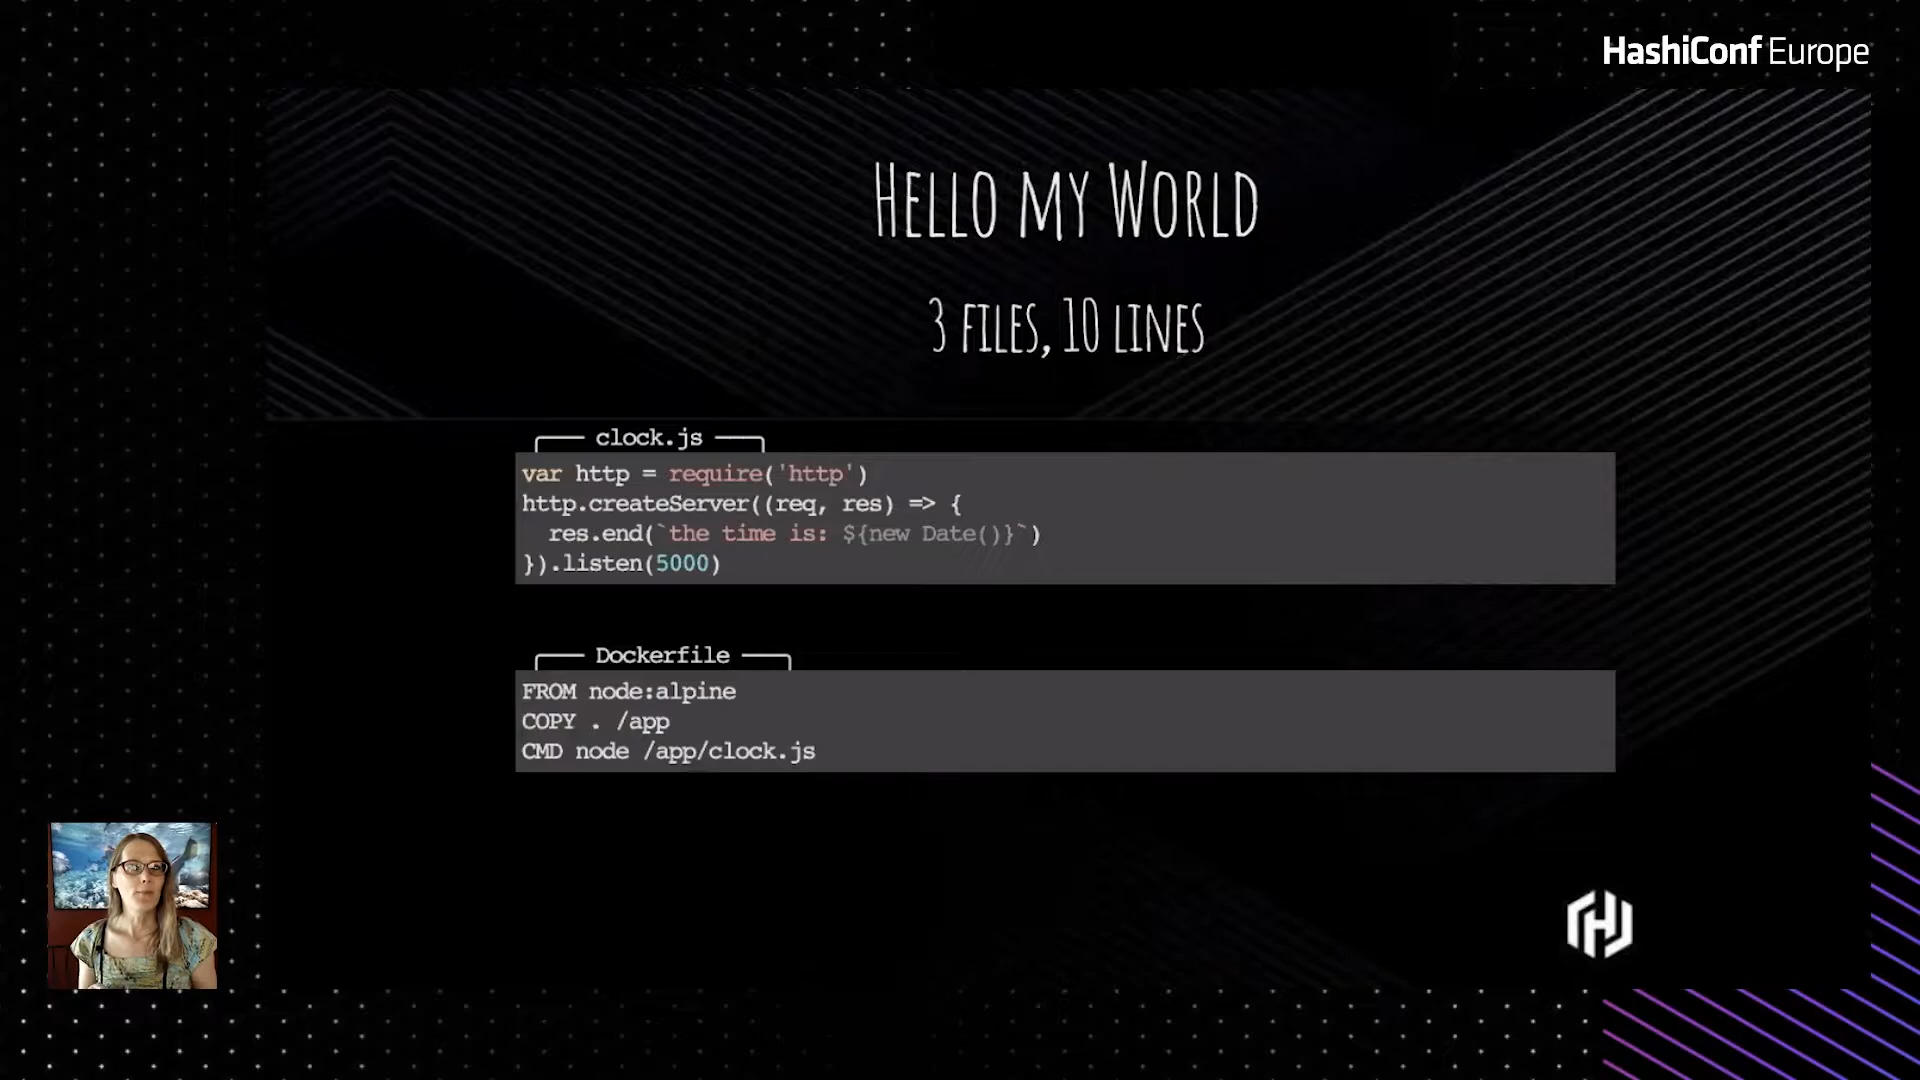 HashiConf Europe
Hello my World
3 files, 10 lines
clock.js
var http = require('http')
http.createServer((req, res) => {
  res.end(`the time is: ${new Date()}`)
}).listen(5000)
Dockerfile
FROM node:alpine
COPY . /app
CMD node /app/clock.js